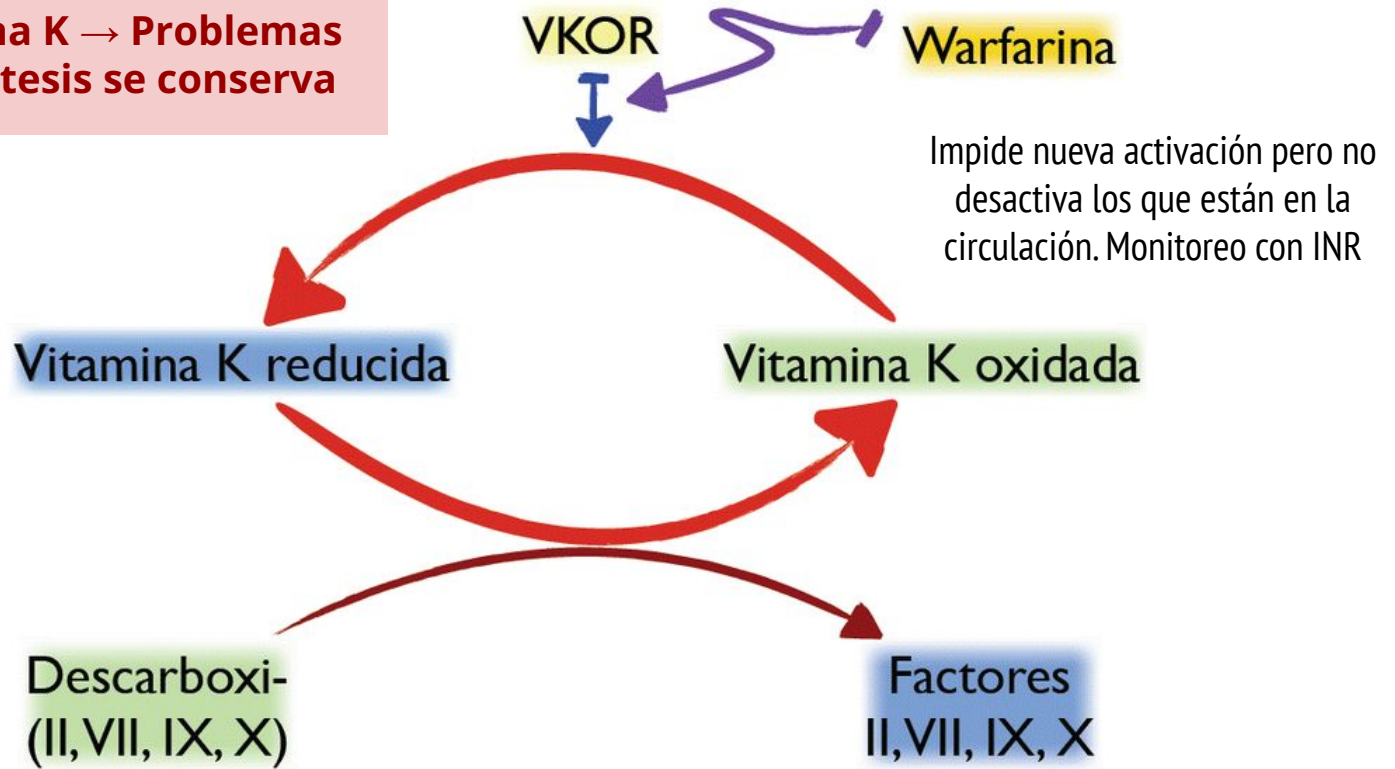 na K → Problemas
tesis se conserva
VKOR
Warfarina
Impide nueva activación pero no
desactiva los que están en la
circulación. Monitoreo con INR
Vitamina K reducida
Vitamina K oxidada
Descarboxi-
(II, VII, IX, X)
Factores
II, VII, IX, X